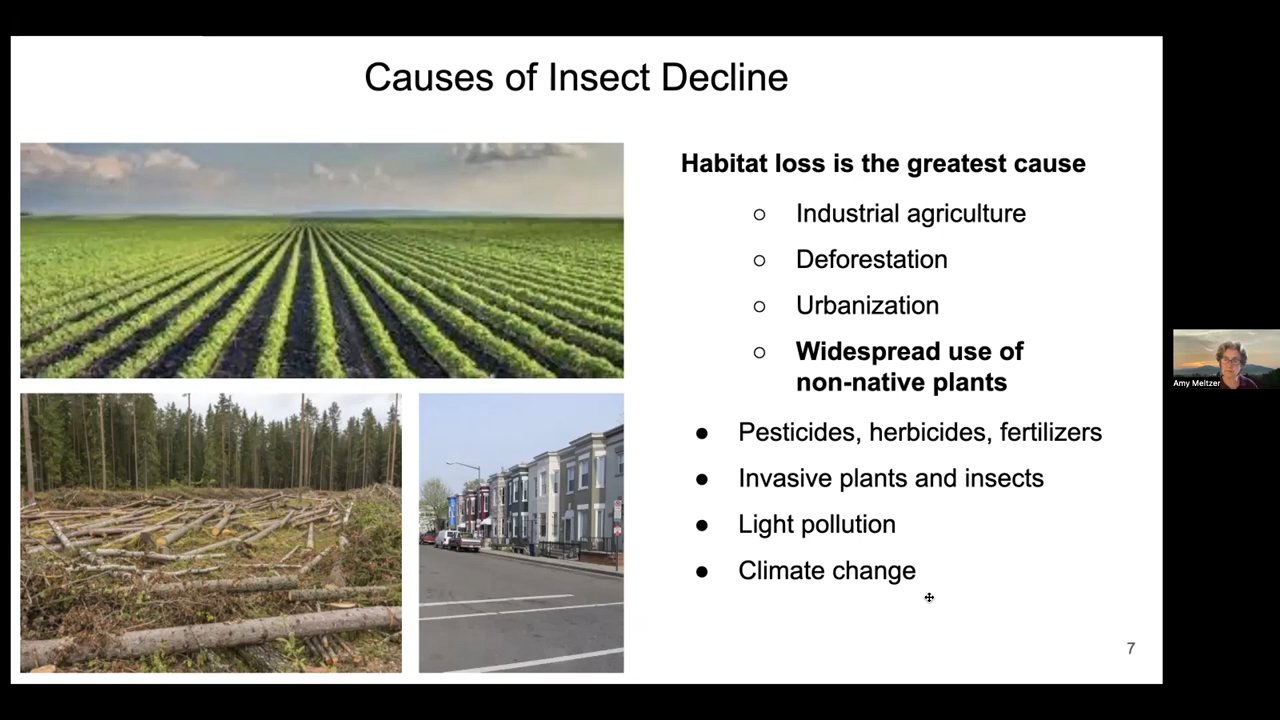 Causes of Insect Decline
Habitat loss is the greatest cause
○ Industrial agriculture
○ Deforestation
○ Urbanization
○ Widespread use of
non-native plants
● Pesticides, herbicides, fertilizers
● Invasive plants and insects
● Light pollution
● Climate change
7
Amy Meltzer